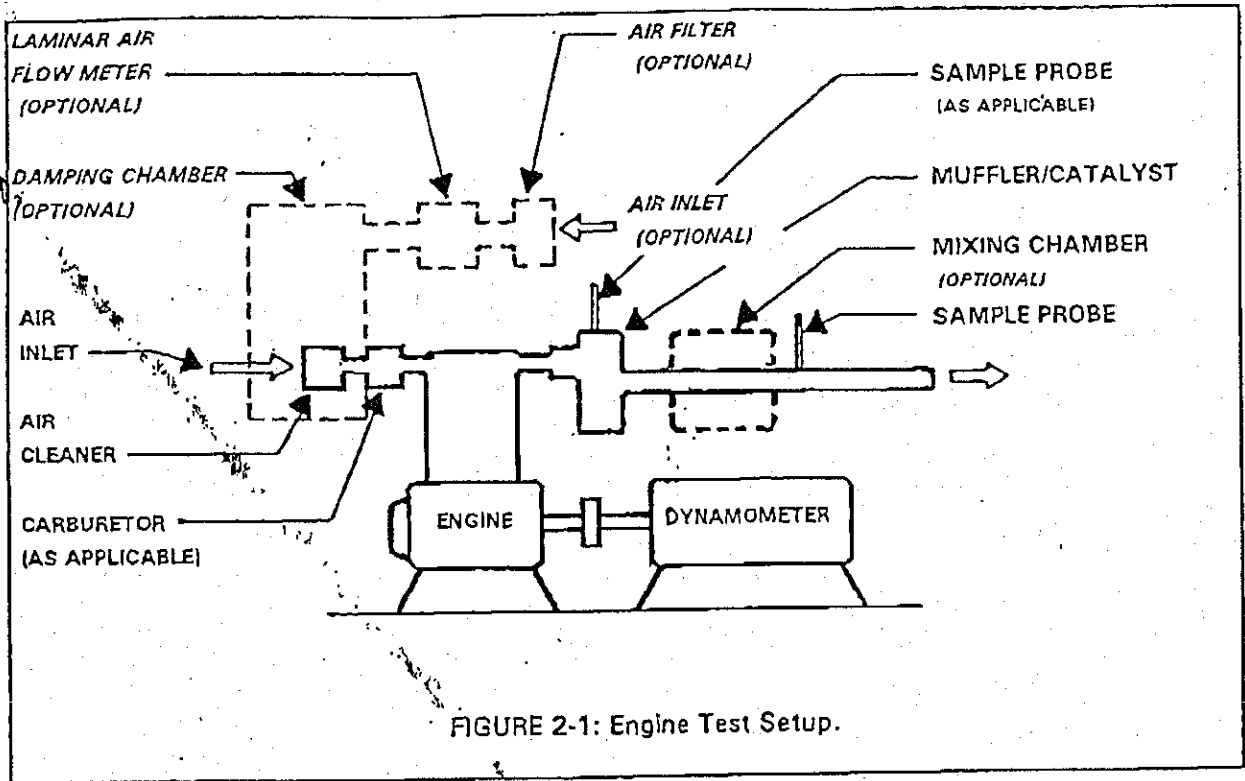 LAMINAR AIR
FLOW METER
(OPTIONAL)
AIR FILTER
(OPTIONAL)
SAMPLE PROBE
(AS APPLICABLE)
DAMPING CHAMBER
(OPTIONAL)
AIR INLET
(OPTIONAL)
MUFFLER/CATALYST
MIXING CHAMBER
(OPTIONAL)
SAMPLE PROBE
AIR
INLET
AIR
CLEANER
CARBURETOR
(AS APPLICABLE)
ENGINE
DYNAMOMETER
FIGURE 2-1: Engine Test Setup.